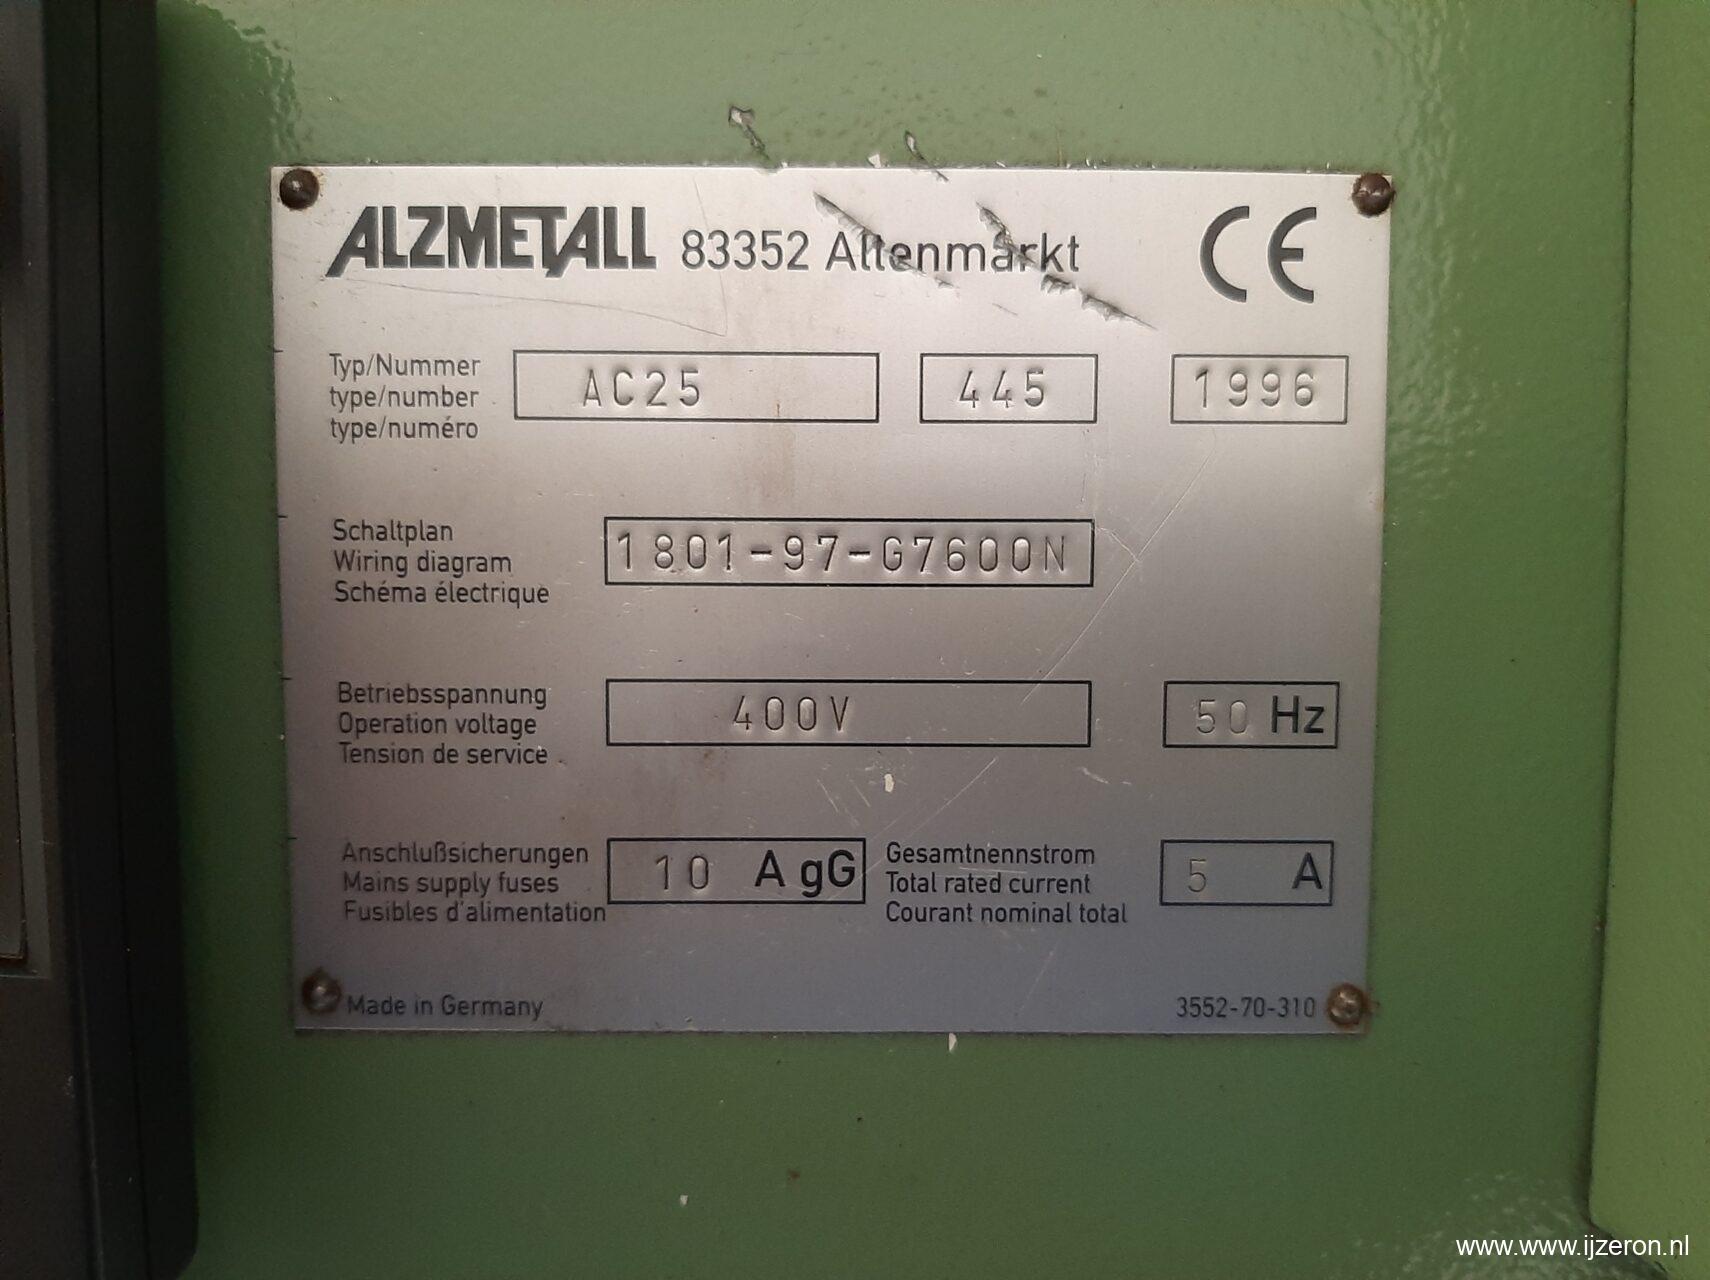 ALZMETALL 83352 Altenmarkt CE
Typ/Nummer
type/number
type/numéro
AC25 445 1996
Schaltplan
Wiring diagram
Schéma électrique
1801-97-G7600N
Betriebsspannung
Operation voltage
Tension de service
400V 50 Hz
Anschlußsicherungen
Mains supply fuses
Fusibles d'alimentation
10 A gG
Gesamtnennstrom
Total rated current
Courant nominal total
5 A
Made in Germany 3552-70-310
www.www.ijzeron.nl